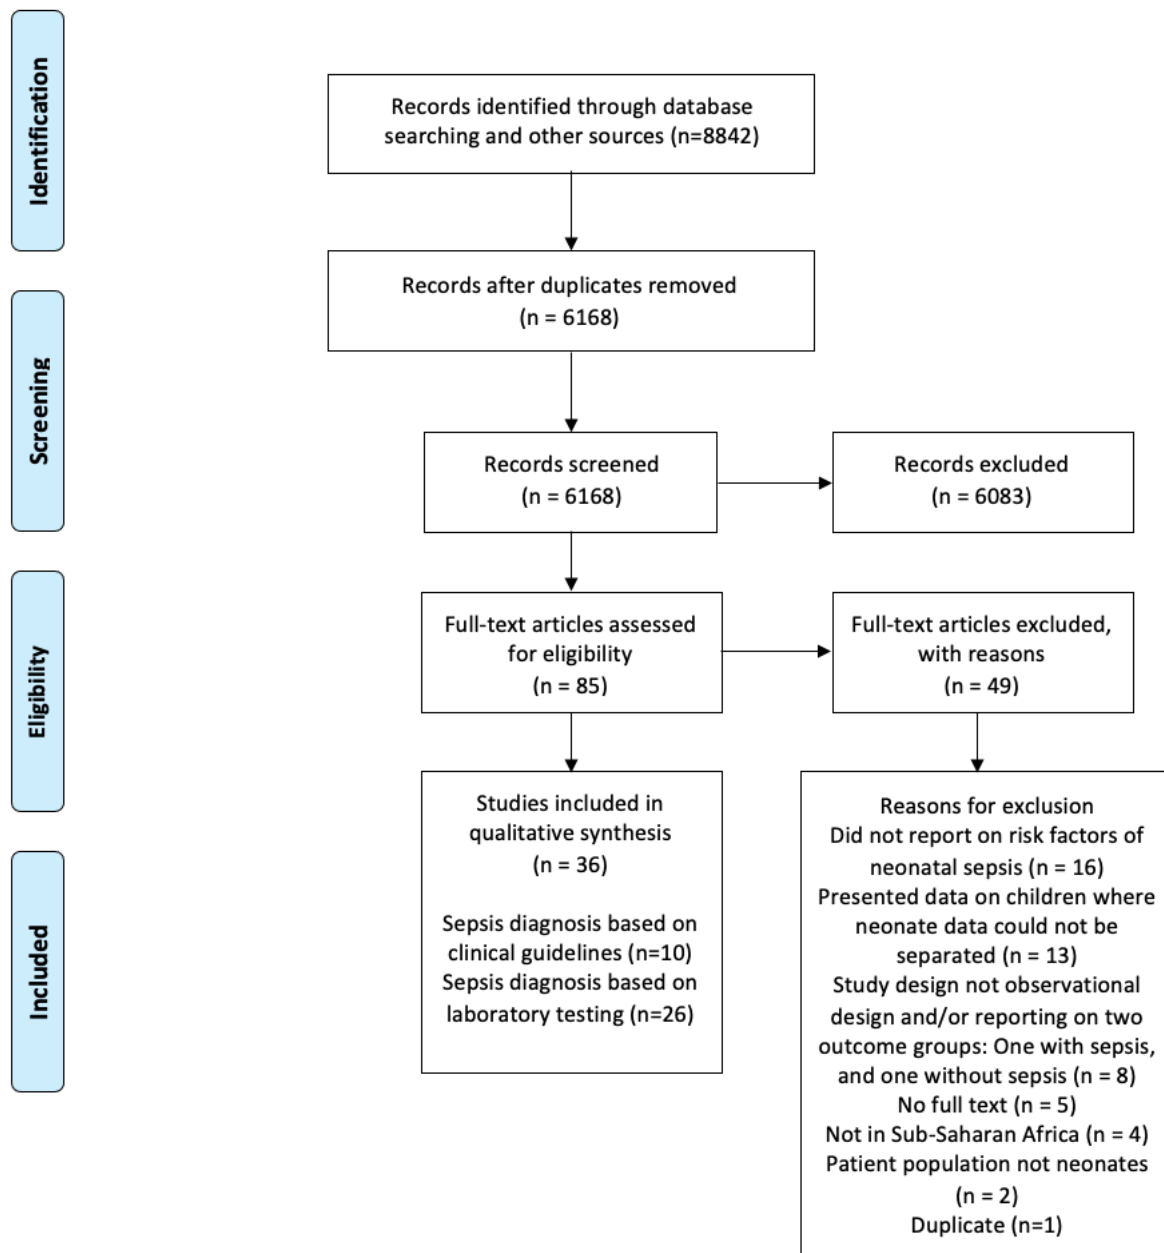 Identification
Records identified through database
searching and other sources (n=8842)
Records after duplicates removed
(n = 6168)
Screening
Records screened
(n = 6168)
Records excluded
(n = 6083)
Eligibility
Full-text articles assessed
for eligibility
(n = 85)
Full-text articles excluded,
with reasons
(n = 49)
Included
Studies included in
qualitative synthesis
(n = 36)
Sepsis diagnosis based on
clinical guidelines (n=10)
Sepsis diagnosis based on
laboratory testing (n=26)
Reasons for exclusion
Did not report on risk factors of
neonatal sepsis (n = 16)
Presented data on children where
neonate data could not be
separated (n = 13)
Study design not observational
design and/or reporting on two
outcome groups: One with sepsis,
and one without sepsis (n = 8)
No full text (n = 5)
Not in Sub-Saharan Africa (n = 4)
Patient population not neonates
(n = 2)
Duplicate (n=1)